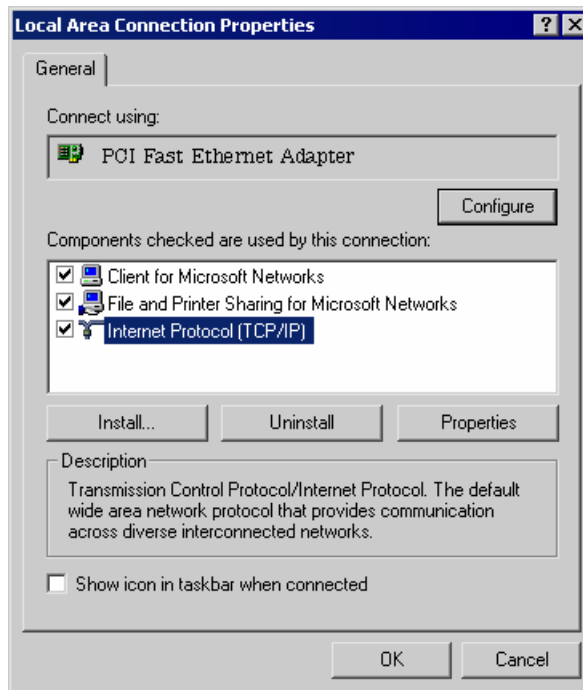 Local Area Connection Properties
General
Connect using:
PCI Fast Ethernet Adapter
Configure
Components checked are used by this connection:
Client for Microsoft Networks
File and Printer Sharing for Microsoft Networks
Internet Protocol (TCP/IP)
Install... Uninstall Properties
Description
Transmission Control Protocol/Internet Protocol. The default
wide area network protocol that provides communication
across diverse interconnected networks.
Show icon in taskbar when connected
OK Cancel